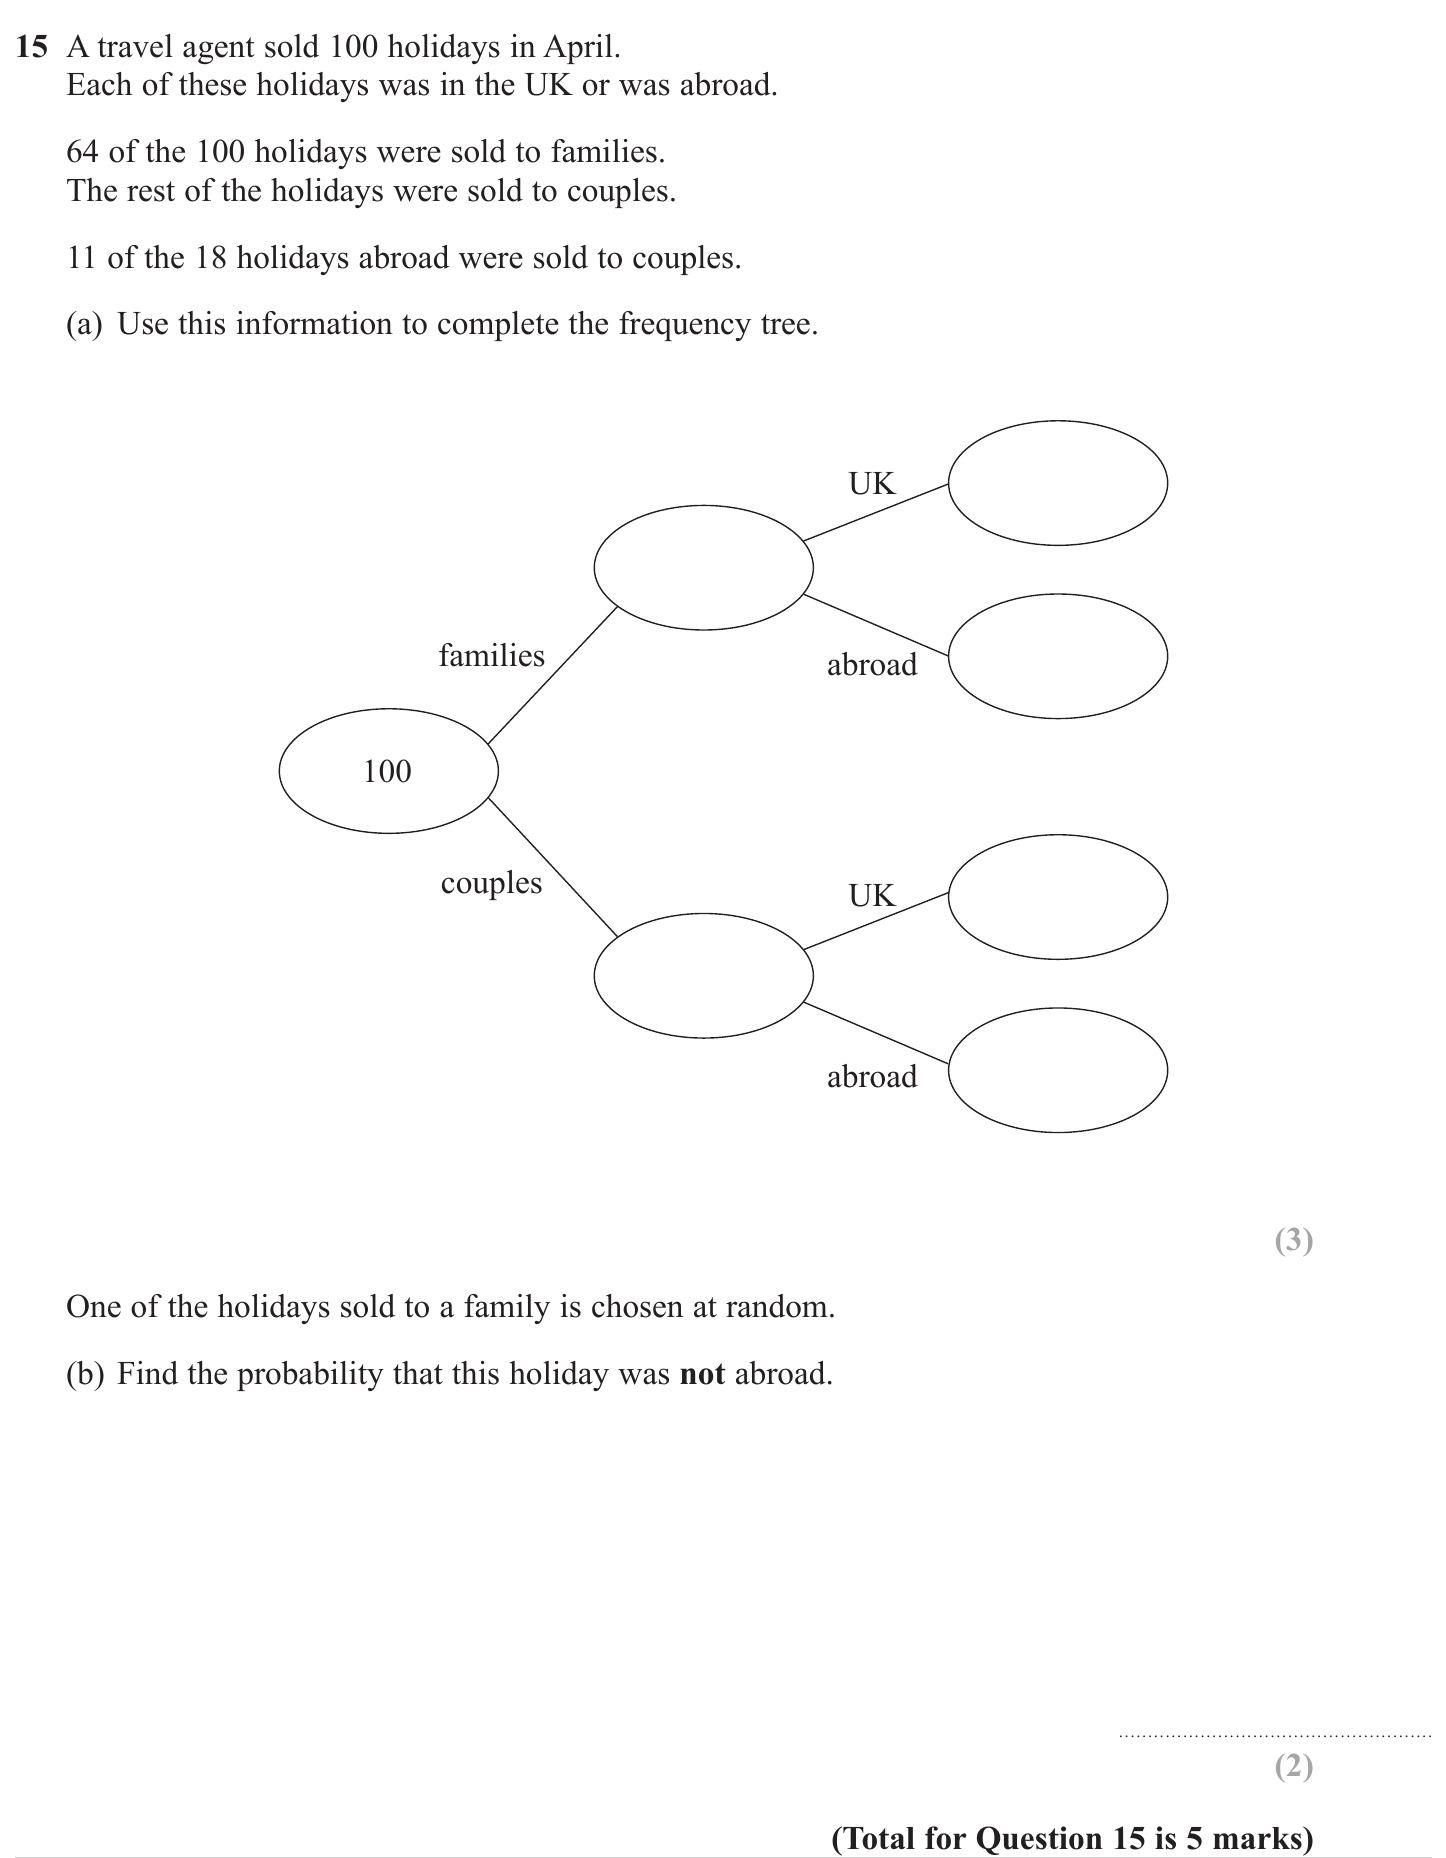 15 A travel agent sold 100 holidays in April.
Each of these holidays was in the UK or was abroad.
64 of the 100 holidays were sold to families.
The rest of the holidays were sold to couples.
11 of the 18 holidays abroad were sold to couples.
(a) Use this information to complete the frequency tree.
UK
families
abroad
100
couples
UK
abroad
(3)
One of the holidays sold to a family is chosen at random.
(b) Find the probability that this holiday was not abroad.
(2)
(Total for Question 15 is 5 marks)